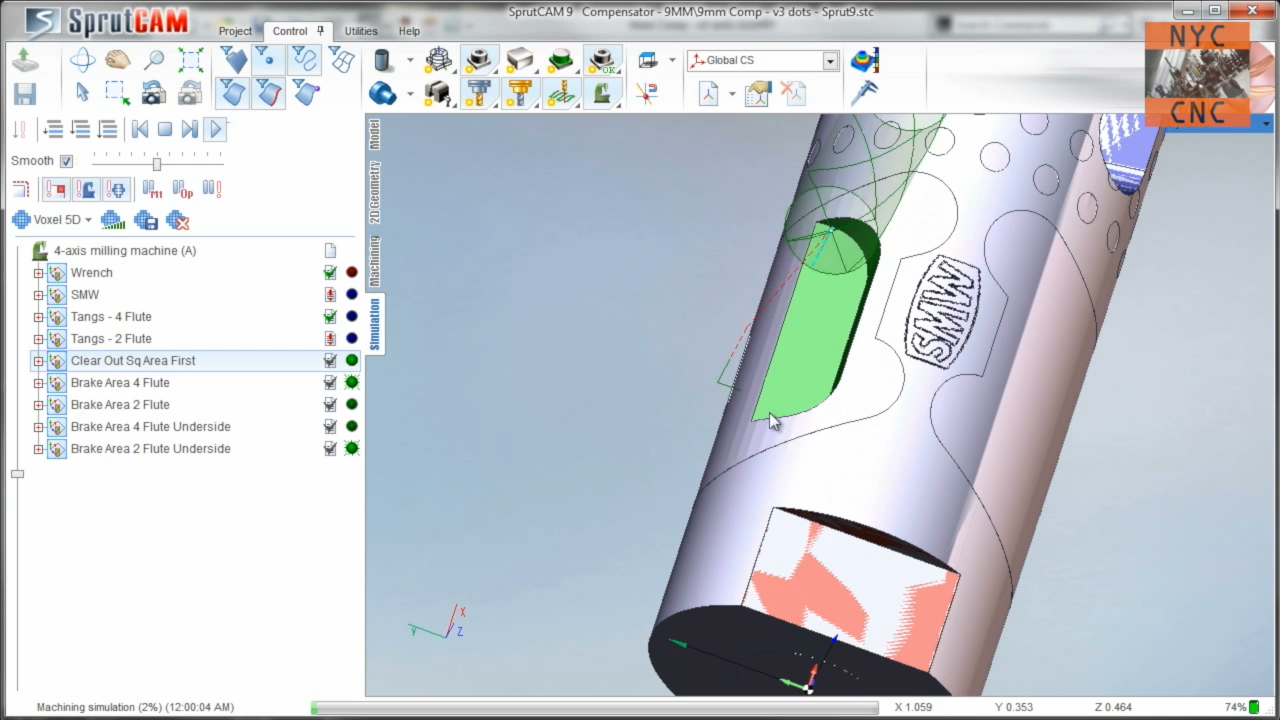 SprutCAM
SprutCAM 9 - Compensator - 9MM\9mm Comp - v3 dots - Sprut9.stc
Project
Control
Utilities
Help
NYC
CNC
OK
Global CS
Smooth
M1
Op
Voxel 5D
Model
2D Geometry
Machining
Simulation
4-axis milling machine (A)
Wrench
SMW
Tangs - 4 Flute
Tangs - 2 Flute
Clear Out Sq Area First
Brake Area 4 Flute
Brake Area 2 Flute
Brake Area 4 Flute Underside
Brake Area 2 Flute Underside
SMW
X
Y
Z
Machining simulation (2%) (12:00:04 AM)
X 1.059
Y 0.353
Z 0.464
74%